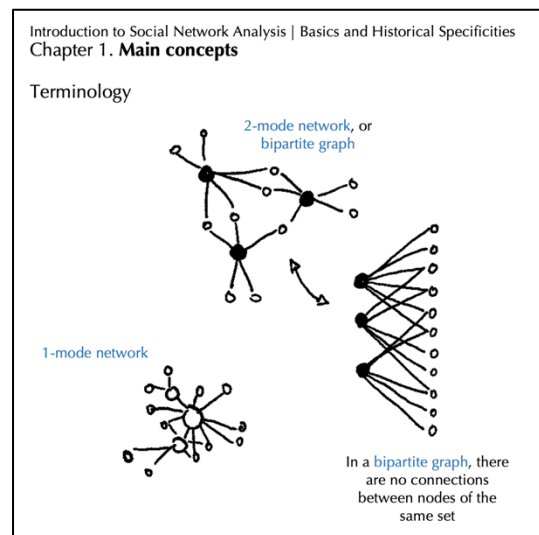 Introduction to Social Network Analysis | Basics and Historical Specificities
Chapter 1. Main concepts
Terminology
2-mode network, or
bipartite graph
1-mode network
In a bipartite graph, there
are no connections
between nodes of the
same set